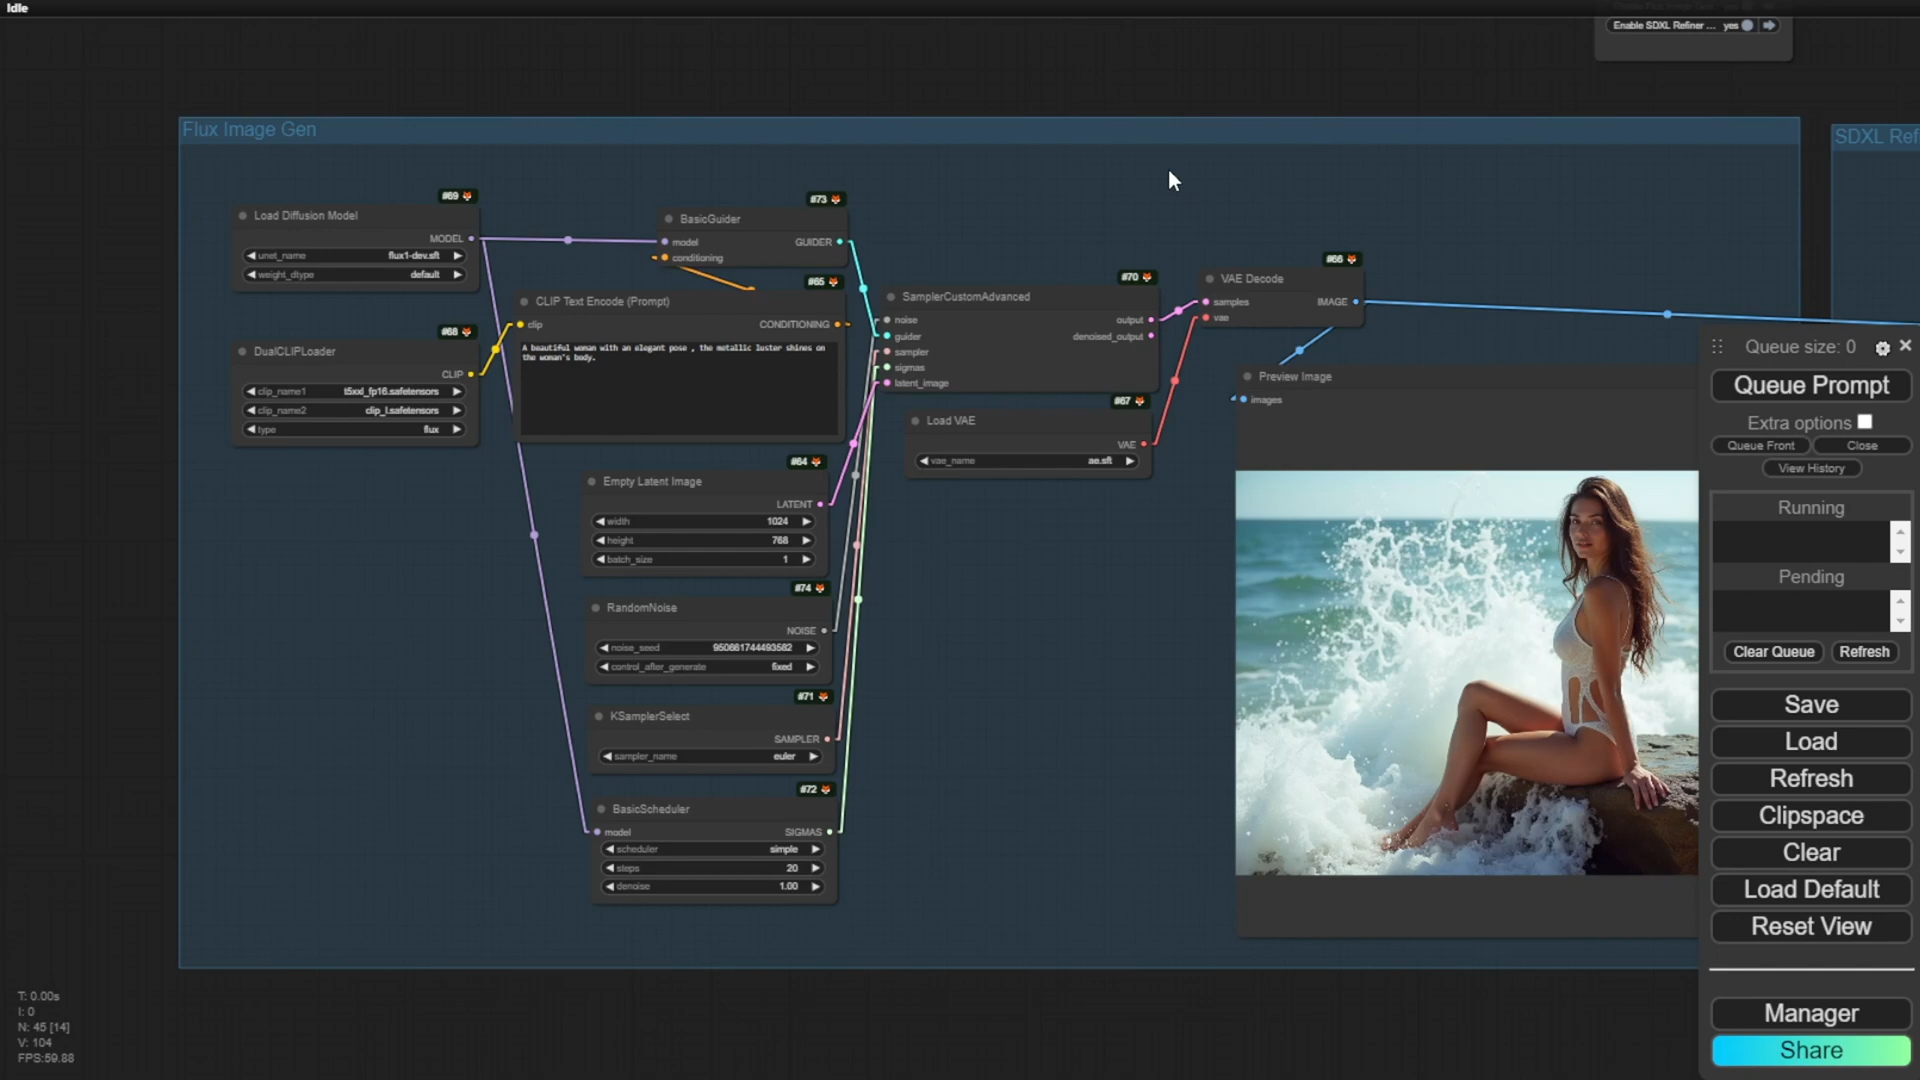 Idle
Enable SDXL Refiner ... yes
Flux Image Gen
SDXL Ref
#69
Load Diffusion Model
MODEL
unet_name flux1-dev.sft
weight_dtype default
#73
BasicGuider
model GUIDER
conditioning
#68
DualCLIPLoader
CLIP
clip_name1 t5xxl_fp16.safetensors
clip_name2 clip_l.safetensors
type flux
#65
CLIP Text Encode (Prompt)
clip CONDITIONING
A beautiful woman with an elegant pose , the metallic luster shines on
the woman's body.
#70
SamplerCustomAdvanced
noise output
guider denoised_output
sampler
sigmas
latent_image
#66
VAE Decode
samples IMAGE
vae
#67
Load VAE
VAE
vae_name ae.sft
Preview Image
images
#64
Empty Latent Image
LATENT
width 1024
height 768
batch_size 1
#74
RandomNoise
NOISE
noise_seed 950661744493582
control_after_generate fixed
#71
KSamplerSelect
SAMPLER
sampler_name euler
#72
BasicScheduler
model SIGMAS
scheduler simple
steps 20
denoise 1.00
Queue size: 0
Queue Prompt
Extra options
Queue Front Close
View History
Running
Pending
Clear Queue Refresh
Save
Load
Refresh
Clipspace
Clear
Load Default
Reset View
Manager
Share
T: 0.00s
I: 0
N: 45 [14]
V: 104
FPS:59.88